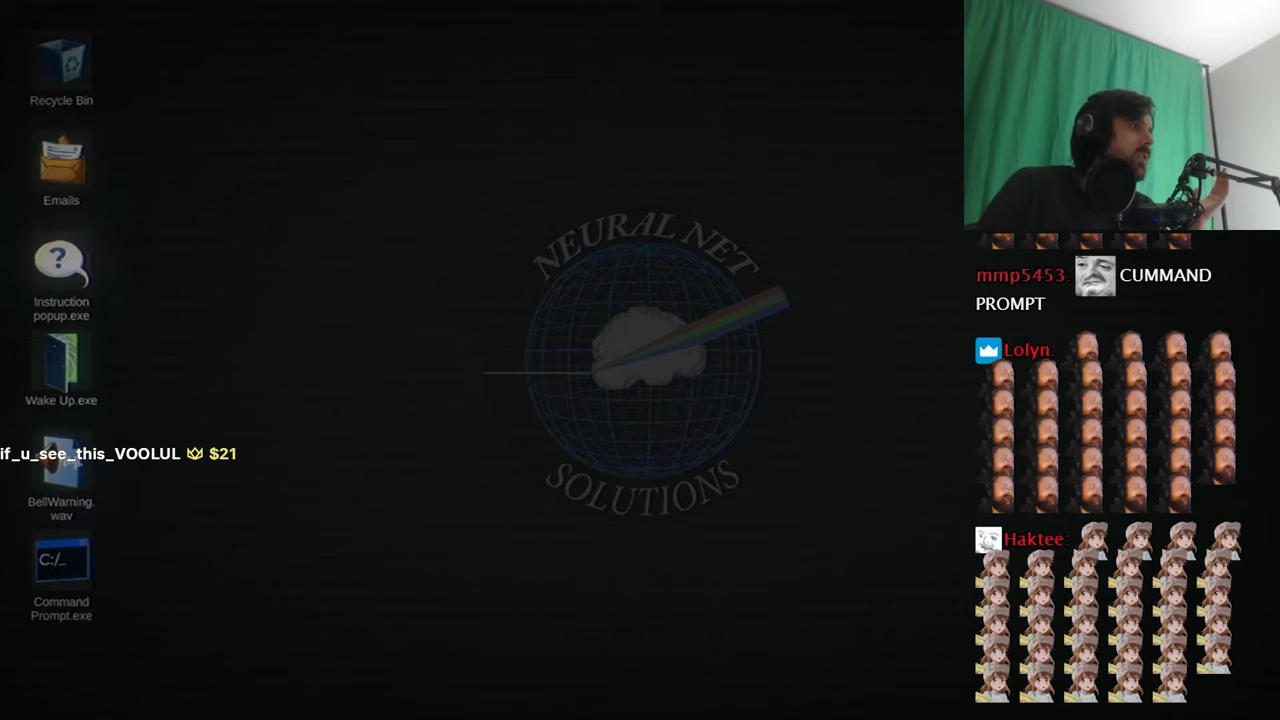 Recycle Bin
Emails
Instruction
popup.exe
Wake Up.exe
if_u_see_this_VOOLUL $21
BellWarning.
wav
C:/_
Command
Prompt.exe
NEURAL NET
SOLUTIONS
mmp5453: CUMMAND
PROMPT
Lolyn:
Haktee: